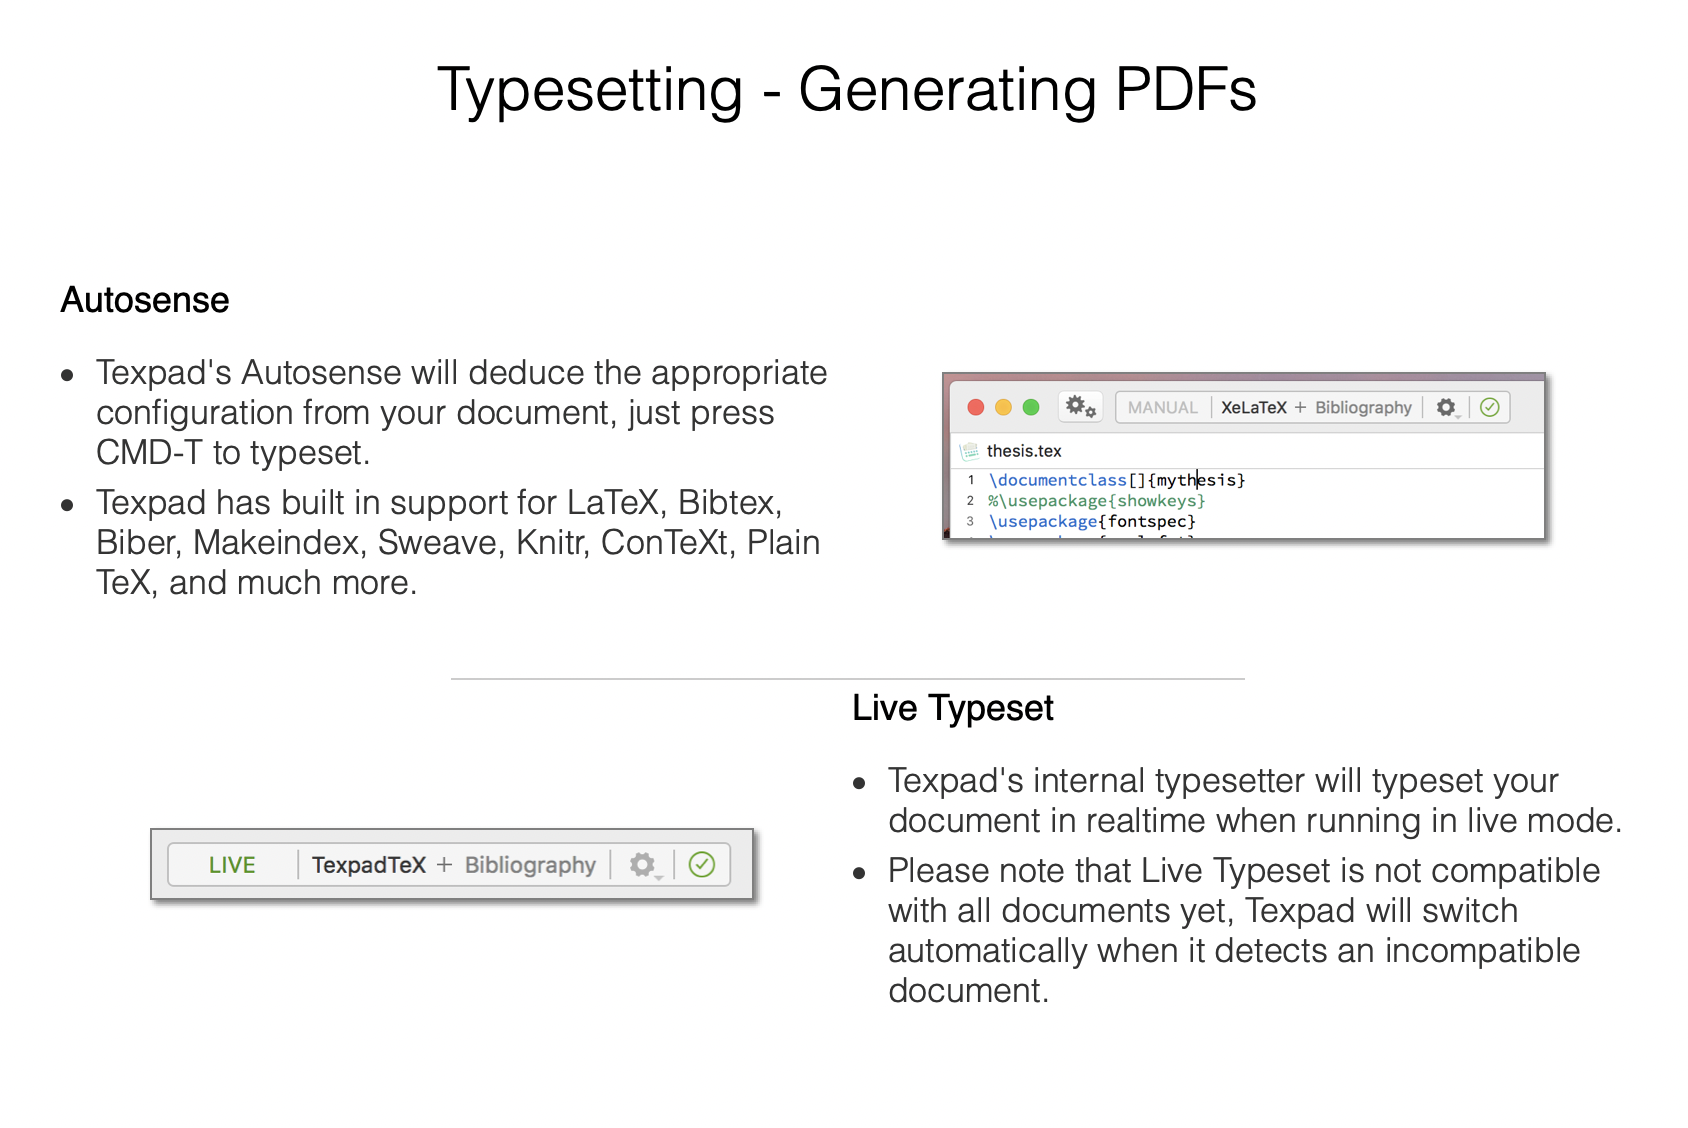 Typesetting - Generating PDFs
Autosense
• Texpad's Autosense will deduce the appropriate
configuration from your document, just press
CMD-T to typeset.
• Texpad has built in support for LaTeX, Bibtex,
Biber, Makeindex, Sweave, Knitr, ConTeXt, Plain
TeX, and much more.
MANUAL XeLaTeX + Bibliography
thesis.tex
1 \documentclass[]{mythesis}
2 %\usepackage{showkeys}
3 \usepackage{fontspec}
Live Typeset
• Texpad's internal typesetter will typeset your
document in realtime when running in live mode.
• Please note that Live Typeset is not compatible
with all documents yet, Texpad will switch
automatically when it detects an incompatible
document.
LIVE TexpadTeX + Bibliography